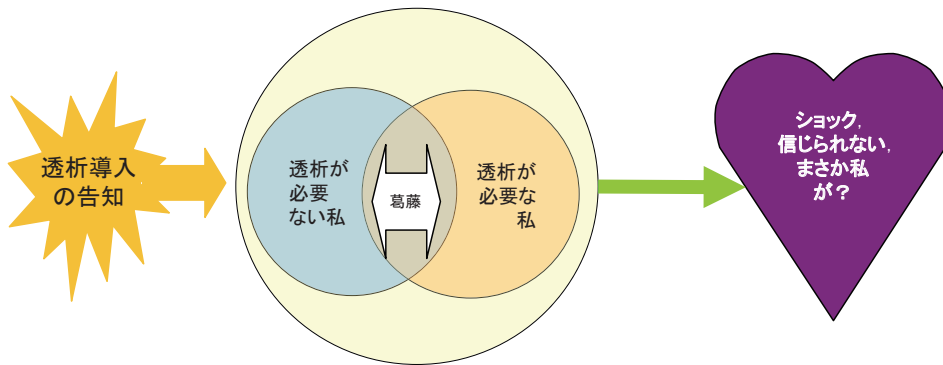 透析導入
の告知
透析が
必要
ない私
葛藤
透析が
必要な
私
ショック,
信じられない,
まさか私
が？